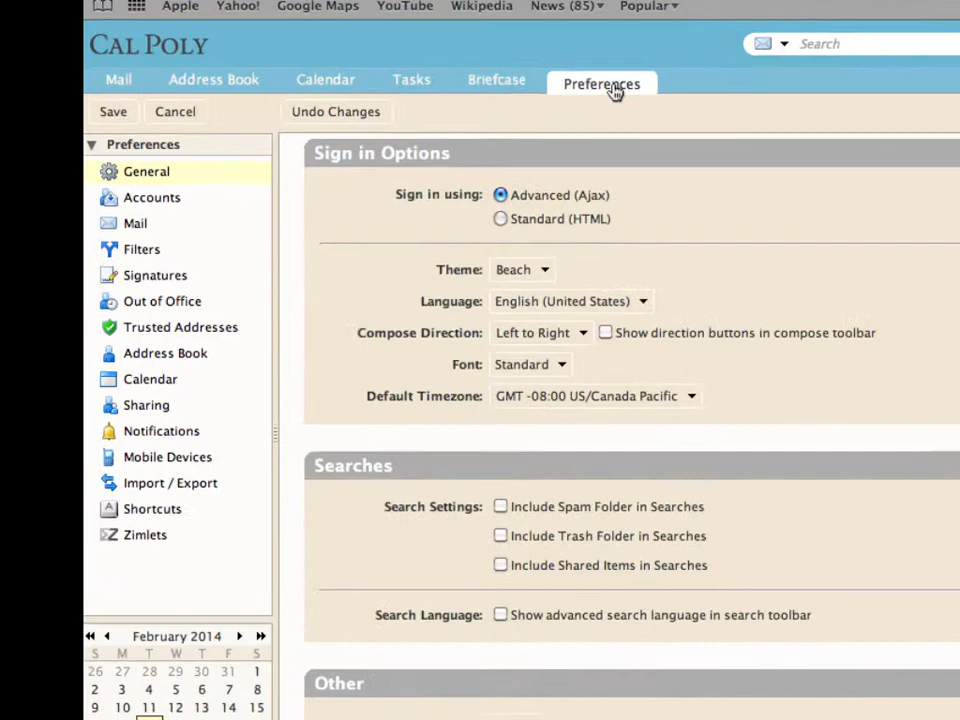 Apple Yahoo! Google Maps YouTube Wikipedia News (85) Popular
CAL POLY
Search
Mail Address Book Calendar Tasks Briefcase Preferences
Save Cancel Undo Changes
Preferences
General
Accounts
Mail
Filters
Signatures
Out of Office
Trusted Addresses
Address Book
Calendar
Sharing
Notifications
Mobile Devices
Import / Export
Shortcuts
Zimlets
Sign in Options
Sign in using: Advanced (Ajax)
Standard (HTML)
Theme: Beach
Language: English (United States)
Compose Direction: Left to Right Show direction buttons in compose toolbar
Font: Standard
Default Timezone: GMT -08:00 US/Canada Pacific
Searches
Search Settings: Include Spam Folder in Searches
Include Trash Folder in Searches
Include Shared Items in Searches
Search Language: Show advanced search language in search toolbar
Other
February 2014
S M T W T F S
26 27 28 29 30 31 1
2 3 4 5 6 7 8
9 10 11 12 13 14 15